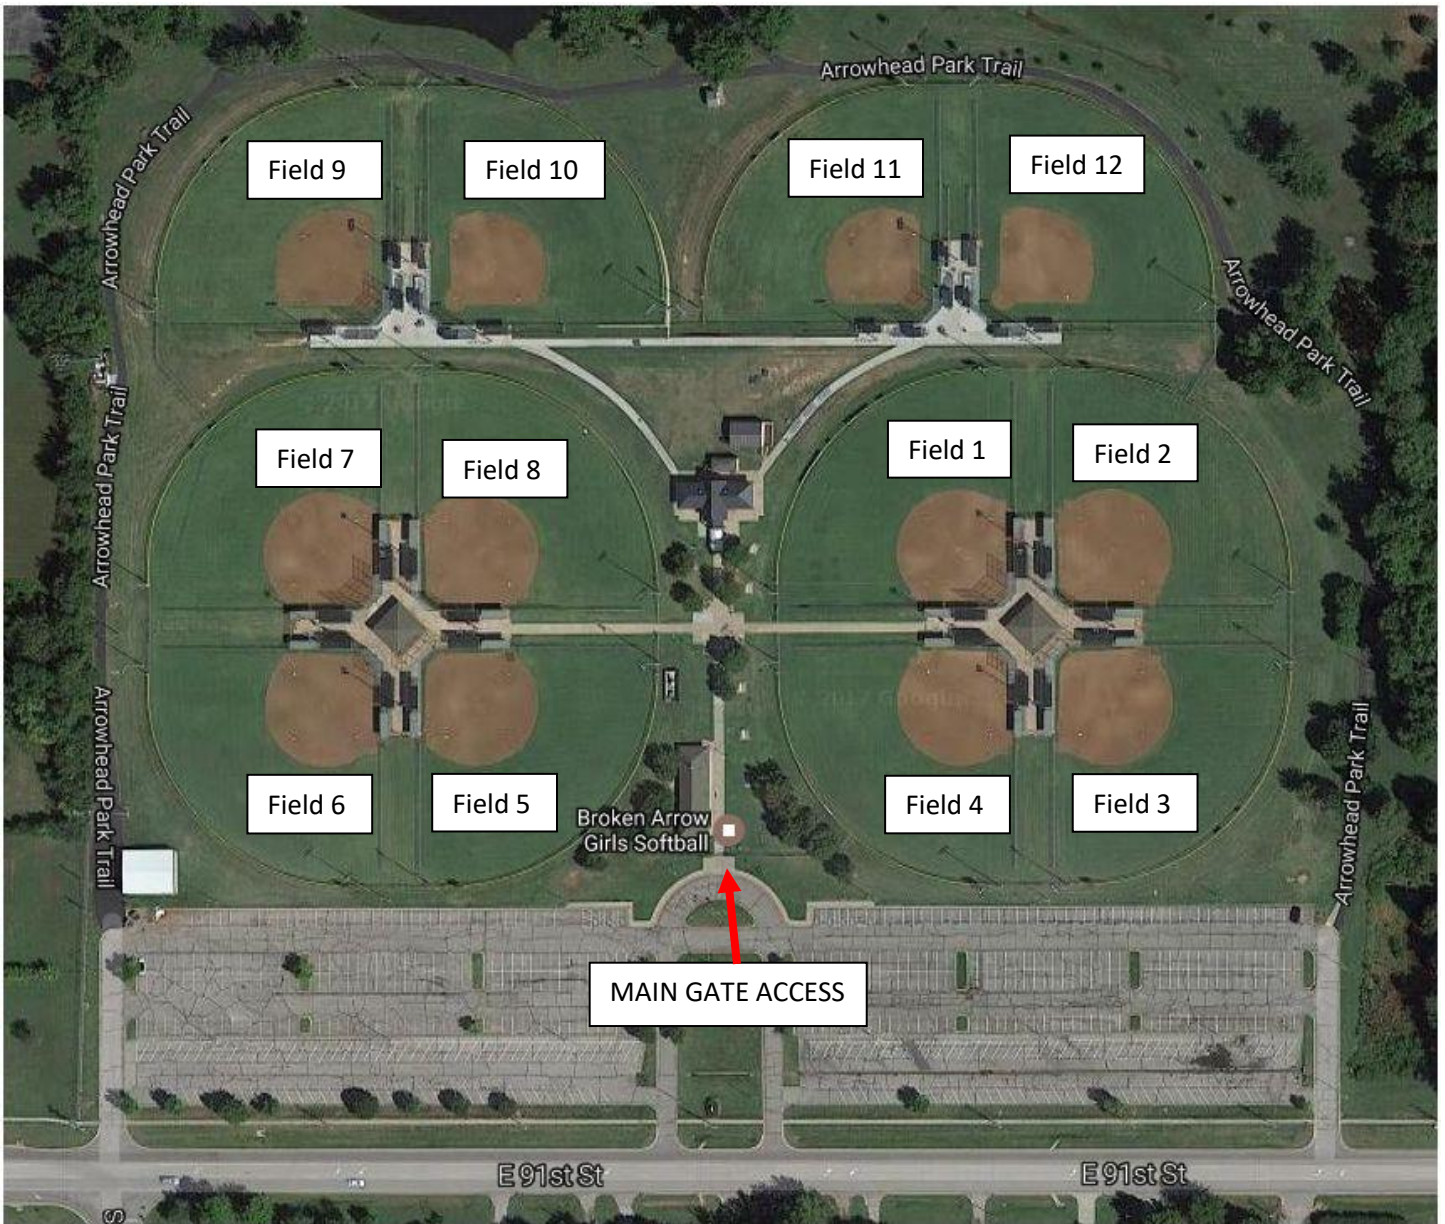 Arrowhead Park Trail
Arrowhead Park Trail
Field 9
Field 10
Field 11
Field 12
Arrowhead Park Trail
Arrowhead Park Trail
Field 7
Field 8
Field 1
Field 2
Field 6
Field 5
Field 4
Field 3
Arrowhead Park Trail
Arrowhead Park Trail
Broken Arrow
Girls Softball
MAIN GATE ACCESS
E 91st St
E 91st St
S